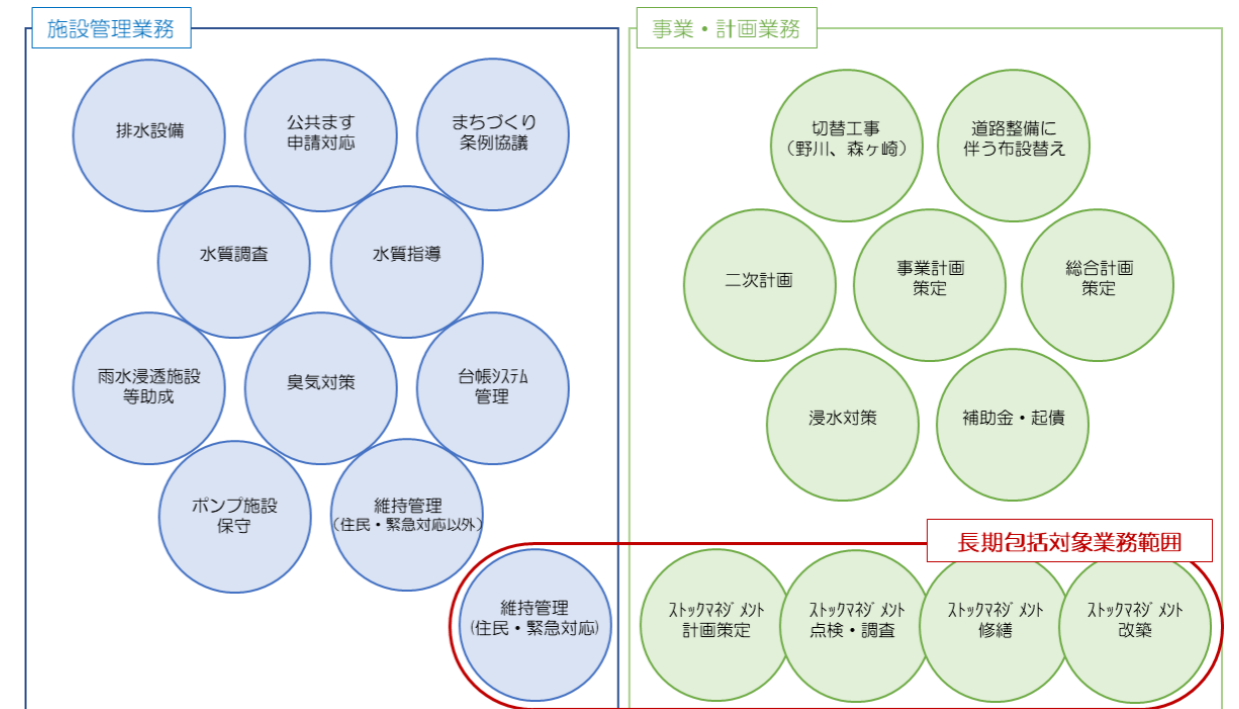 施設管理業務
排水設備
公共ます
申請対応
まちづくり
条例協議
水質調査
水質指導
雨水浸透施設
等助成
臭気対策
台帳ｼｽﾃﾑ
管理
ポンプ施設
保守
維持管理
(住民・緊急対応以外)
維持管理
(住民・緊急対応)
事業・計画業務
切替工事
(野川、森ヶ崎)
道路整備に
伴う布設替え
二次計画
事業計画
策定
総合計画
策定
浸水対策
補助金・起債
長期包括対象業務範囲
ｽﾄｯｸﾏﾈｼﾞﾒﾝﾄ
計画策定
ｽﾄｯｸﾏﾈｼﾞﾒﾝﾄ
点検・調査
ｽﾄｯｸﾏﾈｼﾞﾒﾝﾄ
修繕
ｽﾄｯｸﾏﾈｼﾞﾒﾝﾄ
改築